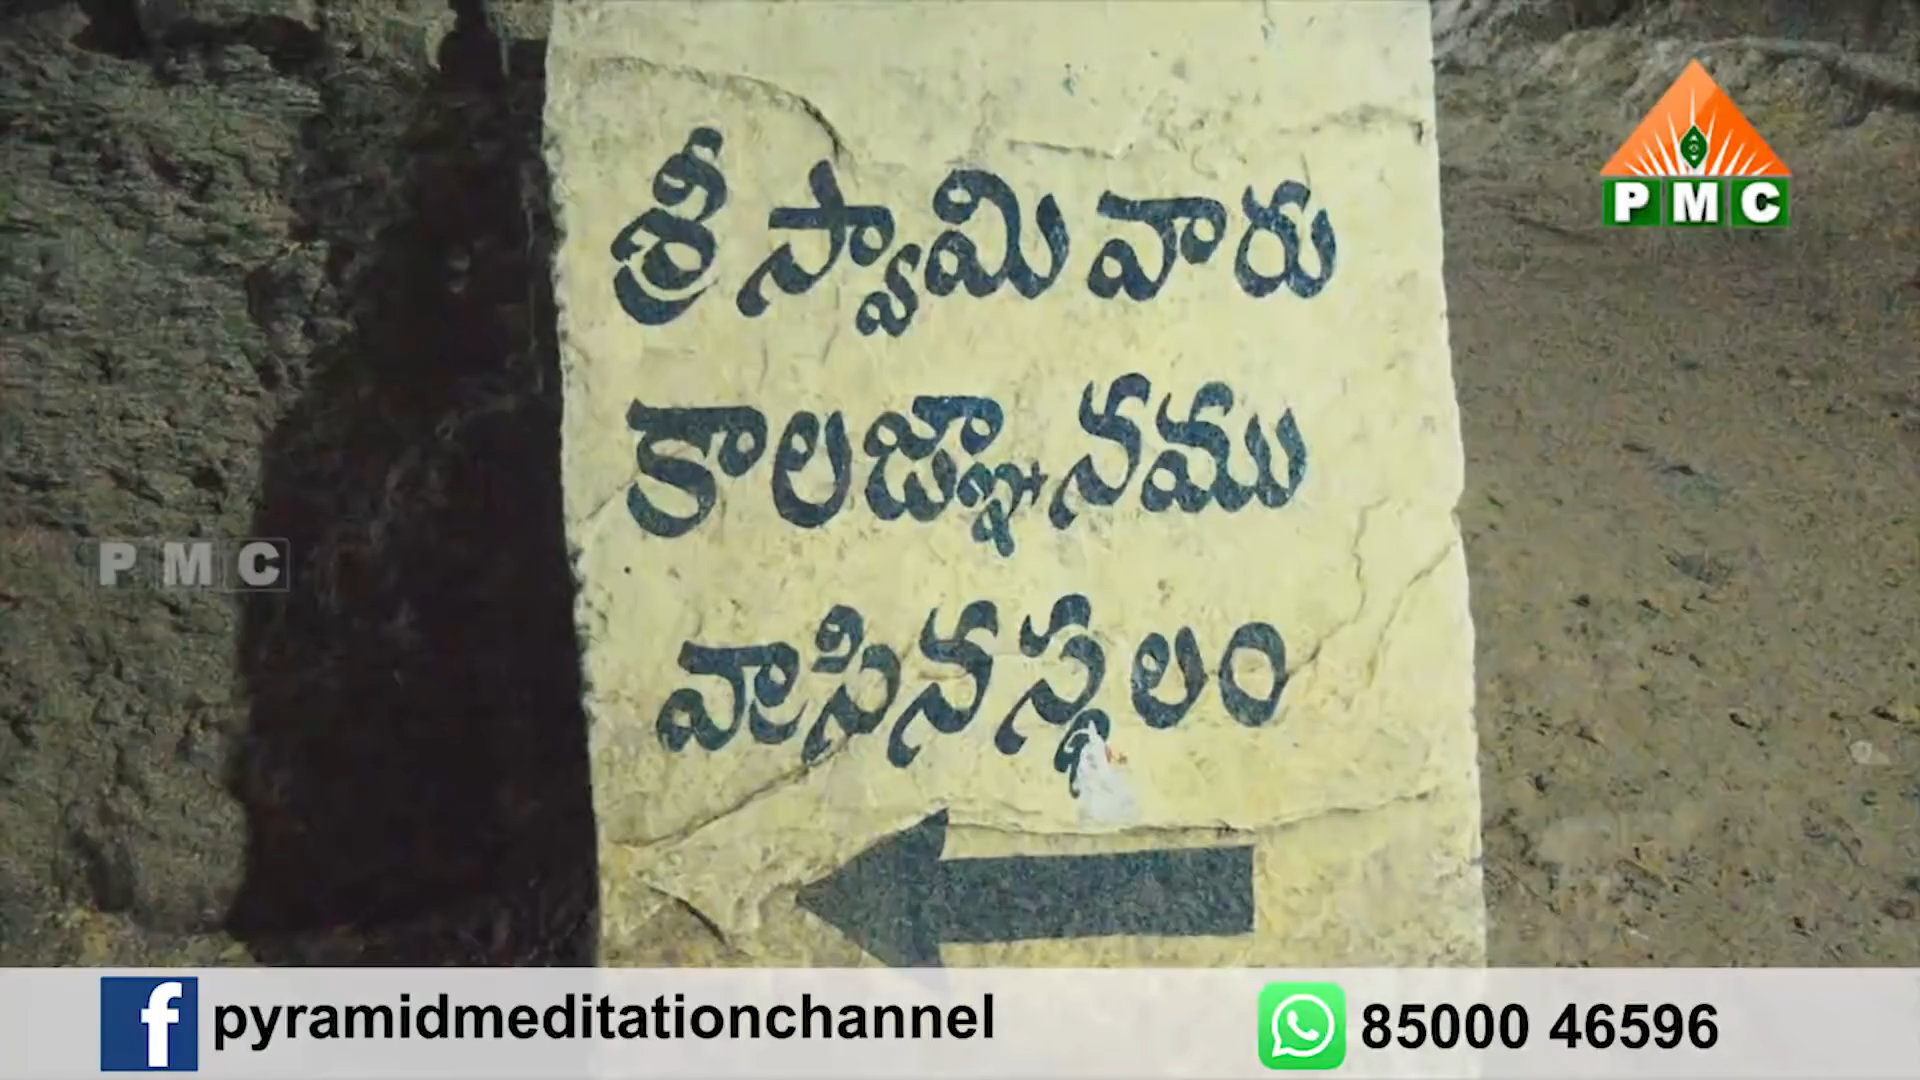 PMC
శ్రీ స్వామి వారు
కాలజ్ఞానము
వ్రాసిన స్థలం
PMC
pyramidmeditationchannel
85000 46596